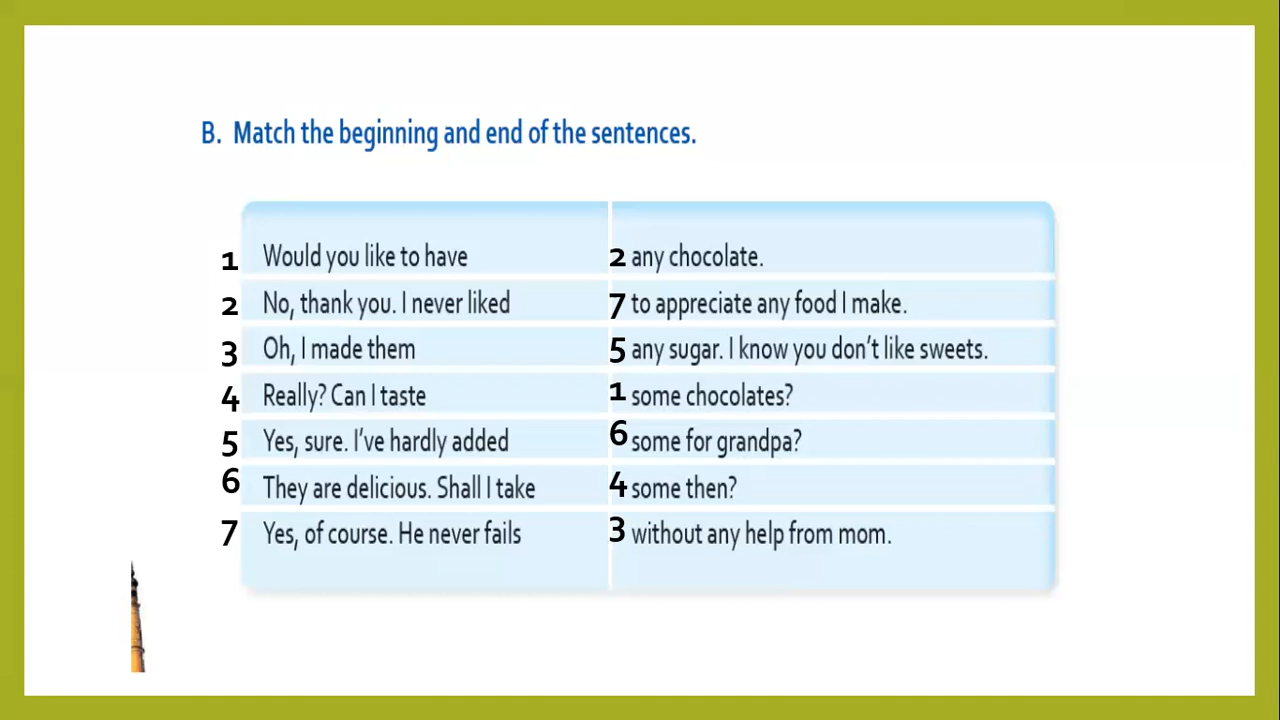 B. Match the beginning and end of the sentences.
1 Would you like to have 2 any chocolate.
2 No, thank you. I never liked 7 to appreciate any food I make.
3 Oh, I made them 5 any sugar. I know you don’t like sweets.
4 Really? Can I taste 1 some chocolates?
5 Yes, sure. I’ve hardly added 6 some for grandpa?
6 They are delicious. Shall I take 4 some then?
7 Yes, of course. He never fails 3 without any help from mom.